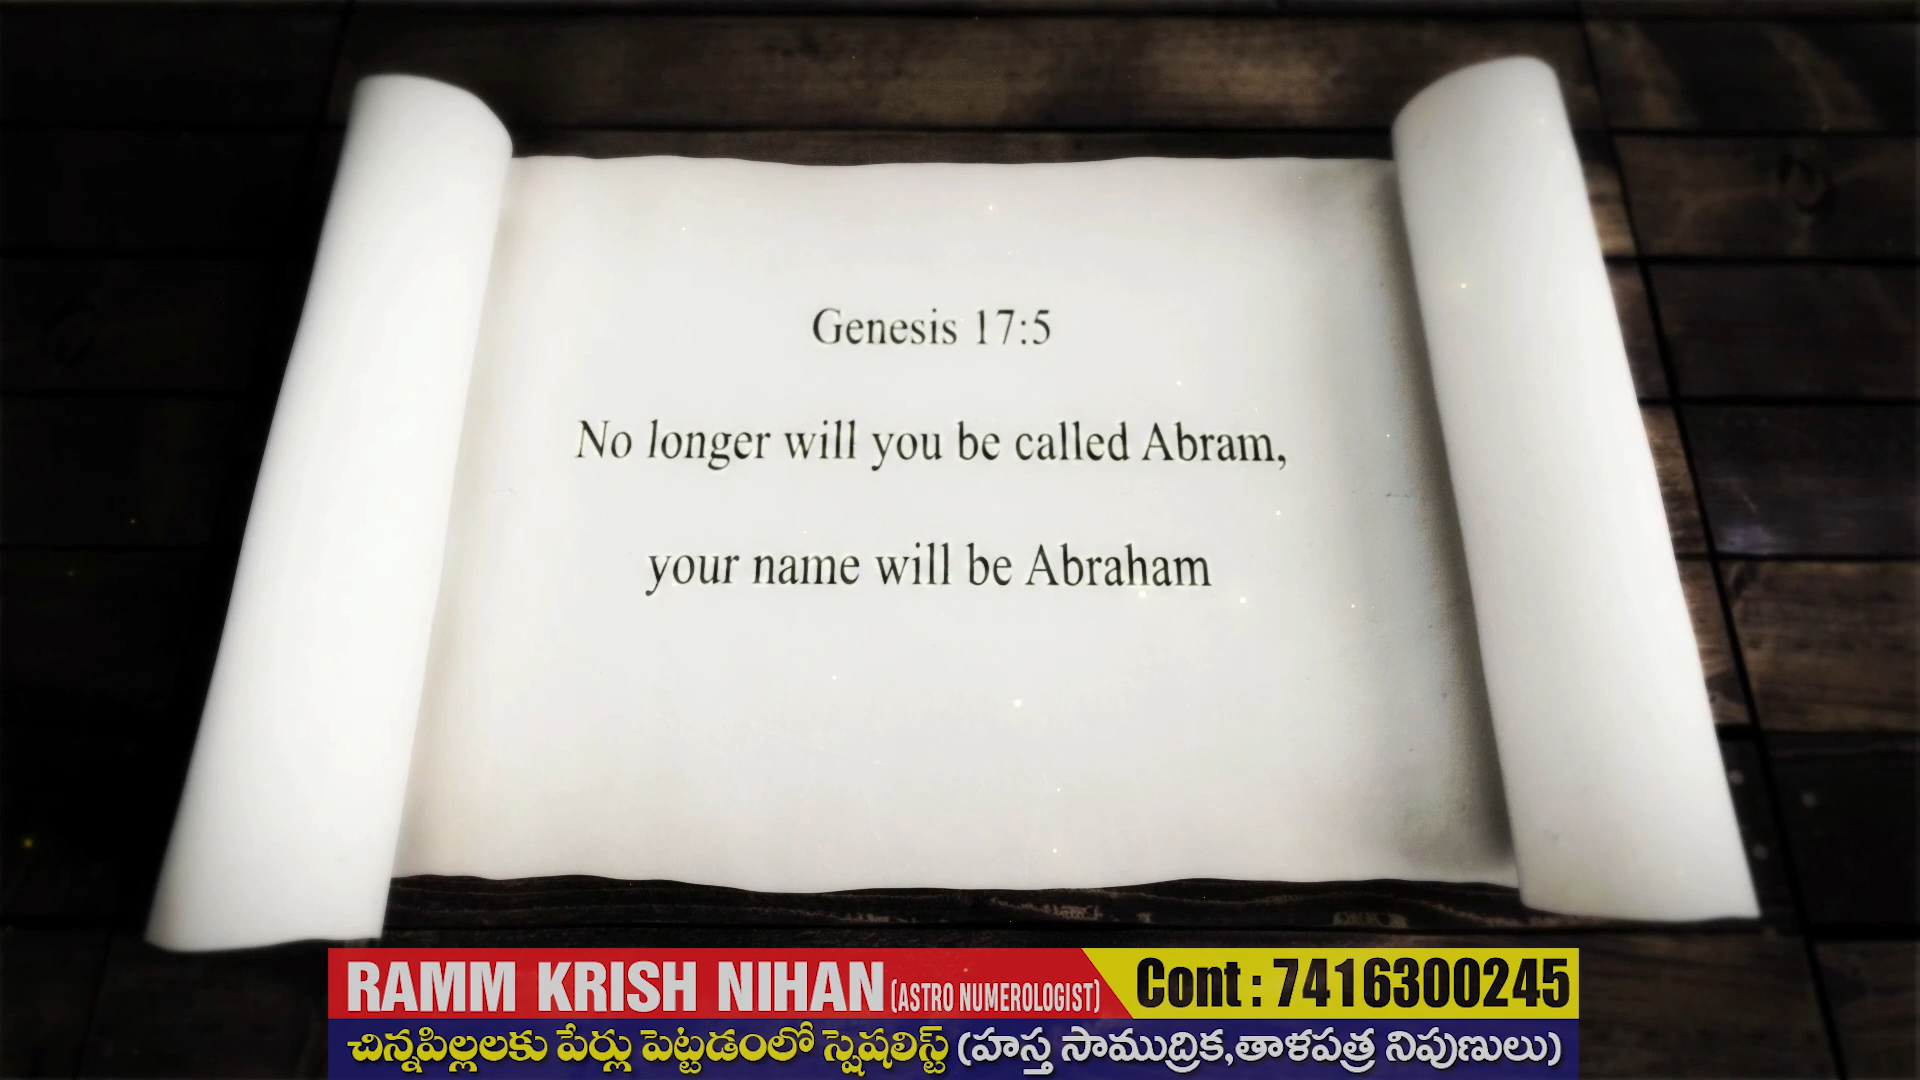 Genesis 17:5
No longer will you be called Abram,
your name will be Abraham
RAMM KRISH NIHAN (ASTRO NUMEROLOGIST) Cont : 7416300245
చిన్నపిల్లలకు పేర్లు పెట్టడంలో స్పెషలిస్ట్ (హస్త సాముద్రిక,తాళపత్ర నిపుణులు)